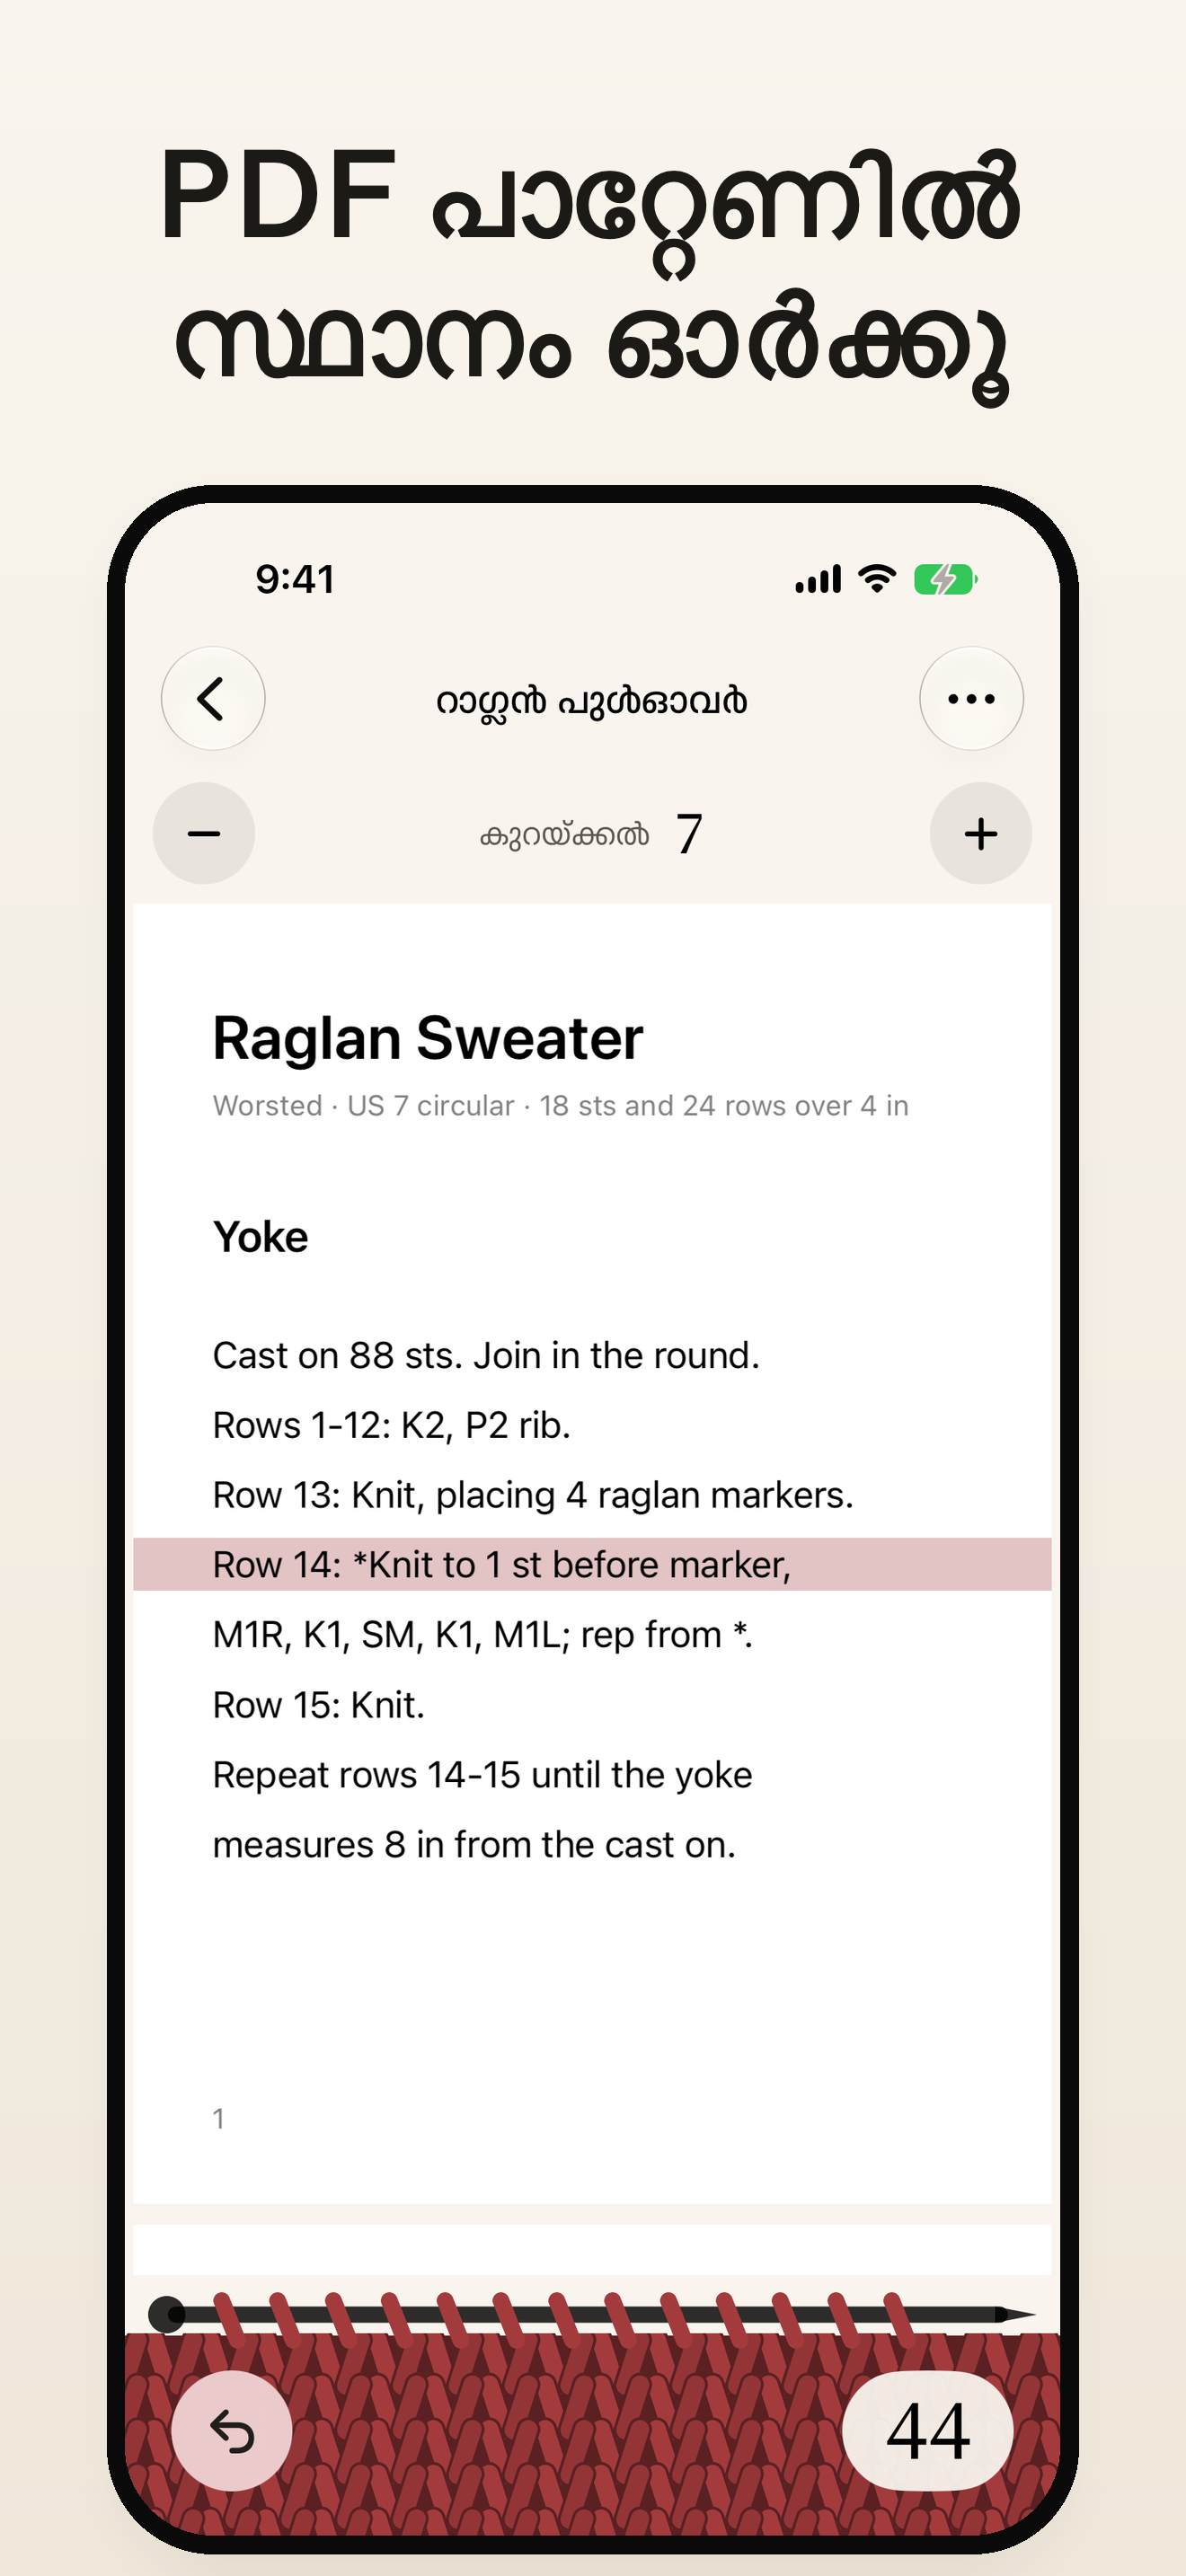 PDF പാറ്റേണിൽ
സ്ഥാനം ഓർക്കൂ
9:41
റാഗ്ലൻ പുൾഓവർ
കുറയ്ക്കൽ 7
Raglan Sweater
Worsted · US 7 circular · 18 sts and 24 rows over 4 in
Yoke
Cast on 88 sts. Join in the round.
Rows 1-12: K2, P2 rib.
Row 13: Knit, placing 4 raglan markers.
Row 14: *Knit to 1 st before marker,
M1R, K1, SM, K1, M1L; rep from *.
Row 15: Knit.
Repeat rows 14-15 until the yoke
measures 8 in from the cast on.
1
44